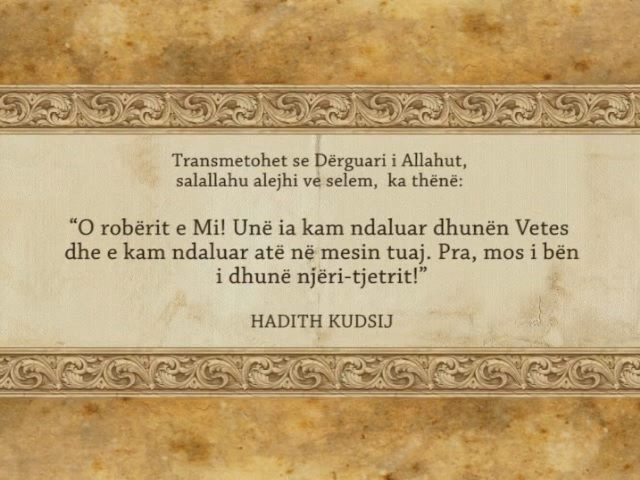 Transmetohet se Dërguari i Allahut,
salallahu alejhi ve selem, ka thënë:
“O robërit e Mi! Unë ia kam ndaluar dhunën Vetes
dhe e kam ndaluar atë në mesin tuaj. Pra, mos i bën
i dhunë njëri-tjetrit!”
HADITH KUDSIJ